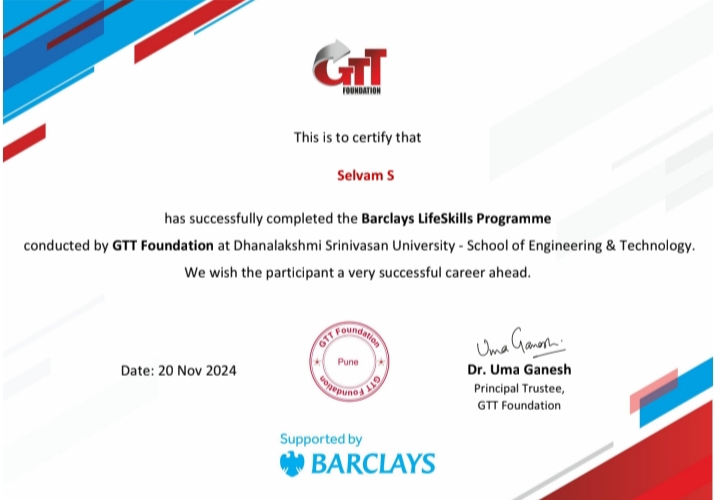 GTT
FOUNDATION
This is to certify that
Selvam S
has successfully completed the Barclays LifeSkills Programme
conducted by GTT Foundation at Dhanalakshmi Srinivasan University - School of Engineering & Technology.
We wish the participant a very successful career ahead.
Date: 20 Nov 2024
GTT Foundation
Pune
GTT Foundation
Uma Ganesh.
Dr. Uma Ganesh
Principal Trustee,
GTT Foundation
Supported by
BARCLAYS